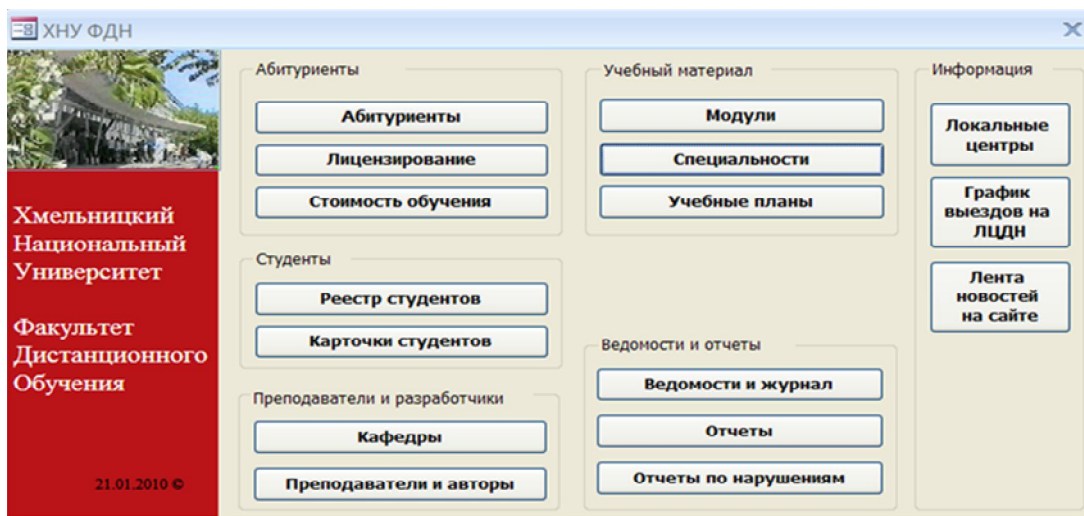 ХНУ ФДН
Хмельницкий
Национальный
Университет
Факультет
Дистанционного
Обучения
21.01.2010 ©
Абитуриенты
Абитуриенты
Лицензирование
Стоимость обучения
Студенты
Реестр студентов
Карточки студентов
Преподаватели и разработчики
Кафедры
Преподаватели и авторы
Учебный материал
Модули
Специальности
Учебные планы
Ведомости и отчеты
Ведомости и журнал
Отчеты
Отчеты по нарушениям
Информация
Локальные
центры
График
выездов на
ЛЦДН
Лента
новостей
на сайте